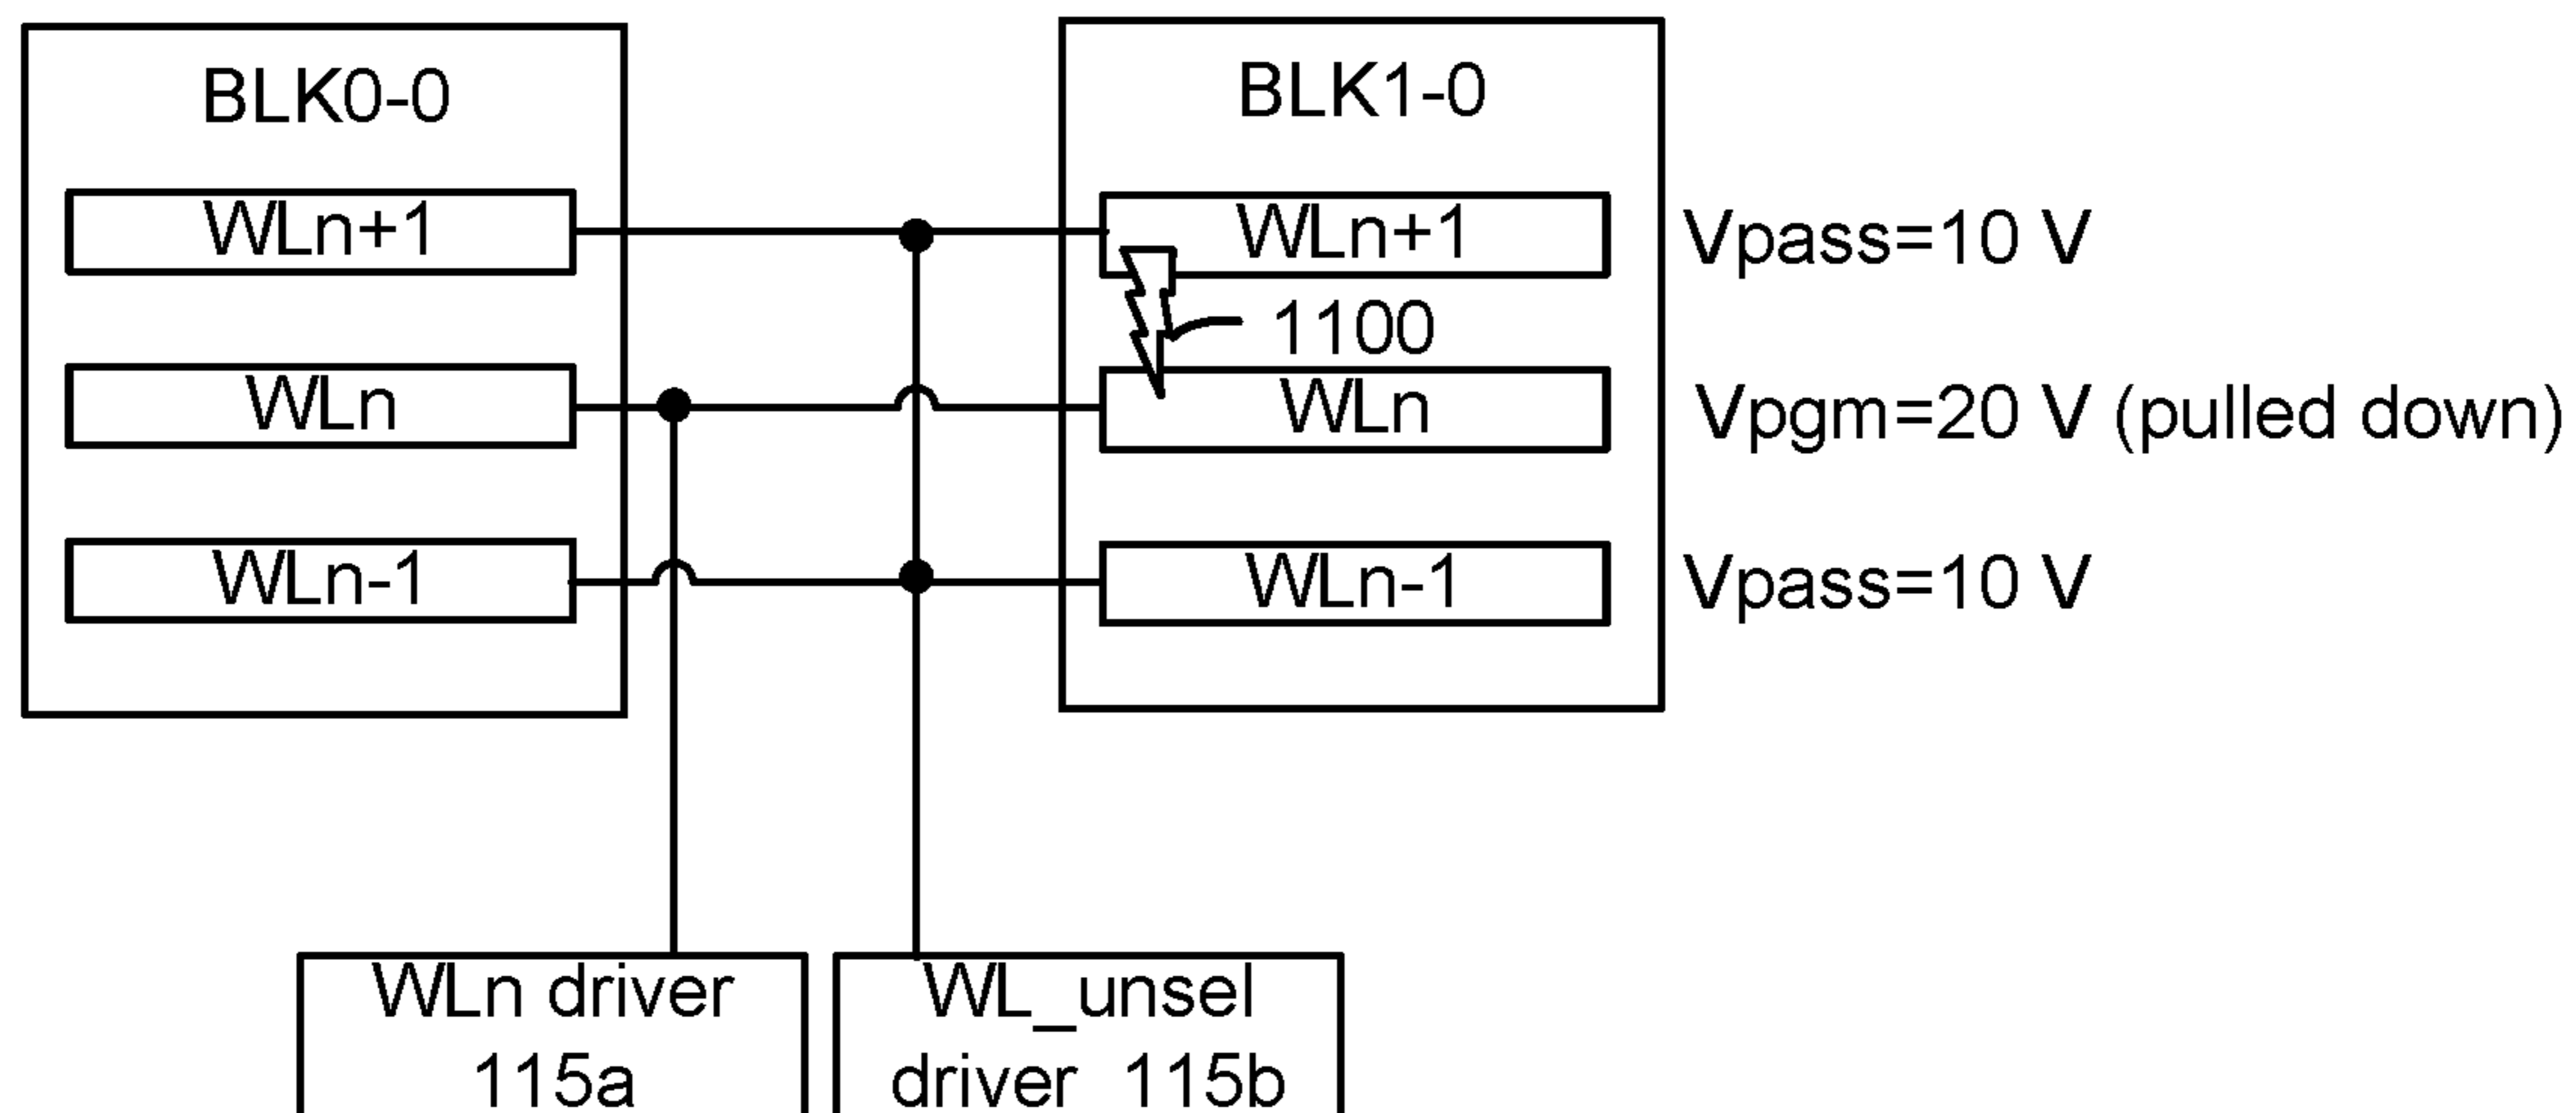 BLK0-0
WLn+1
WLn
WLn-1
BLK1-0
WLn+1
1100
WLn
WLn-1
Vpass=10 V
Vpgm=20 V (pulled down)
Vpass=10 V
WLn driver
115a
WL_unsel
driver 115b